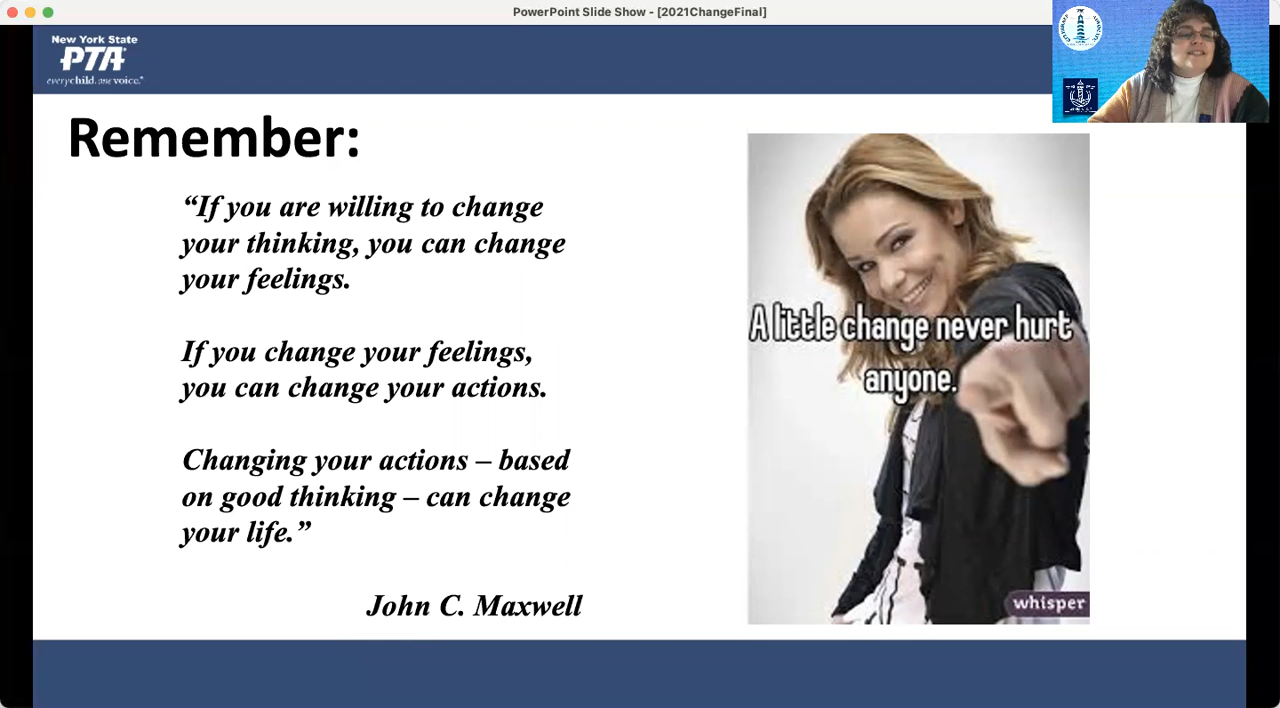 PowerPoint Slide Show - [2021ChangeFinal]
New York State
PTA
everychild. one voice.®
Remember:
“If you are willing to change
your thinking, you can change
your feelings.
If you change your feelings,
you can change your actions.
Changing your actions – based
on good thinking – can change
your life.”
John C. Maxwell
A little change never hurt
anyone.
whisper